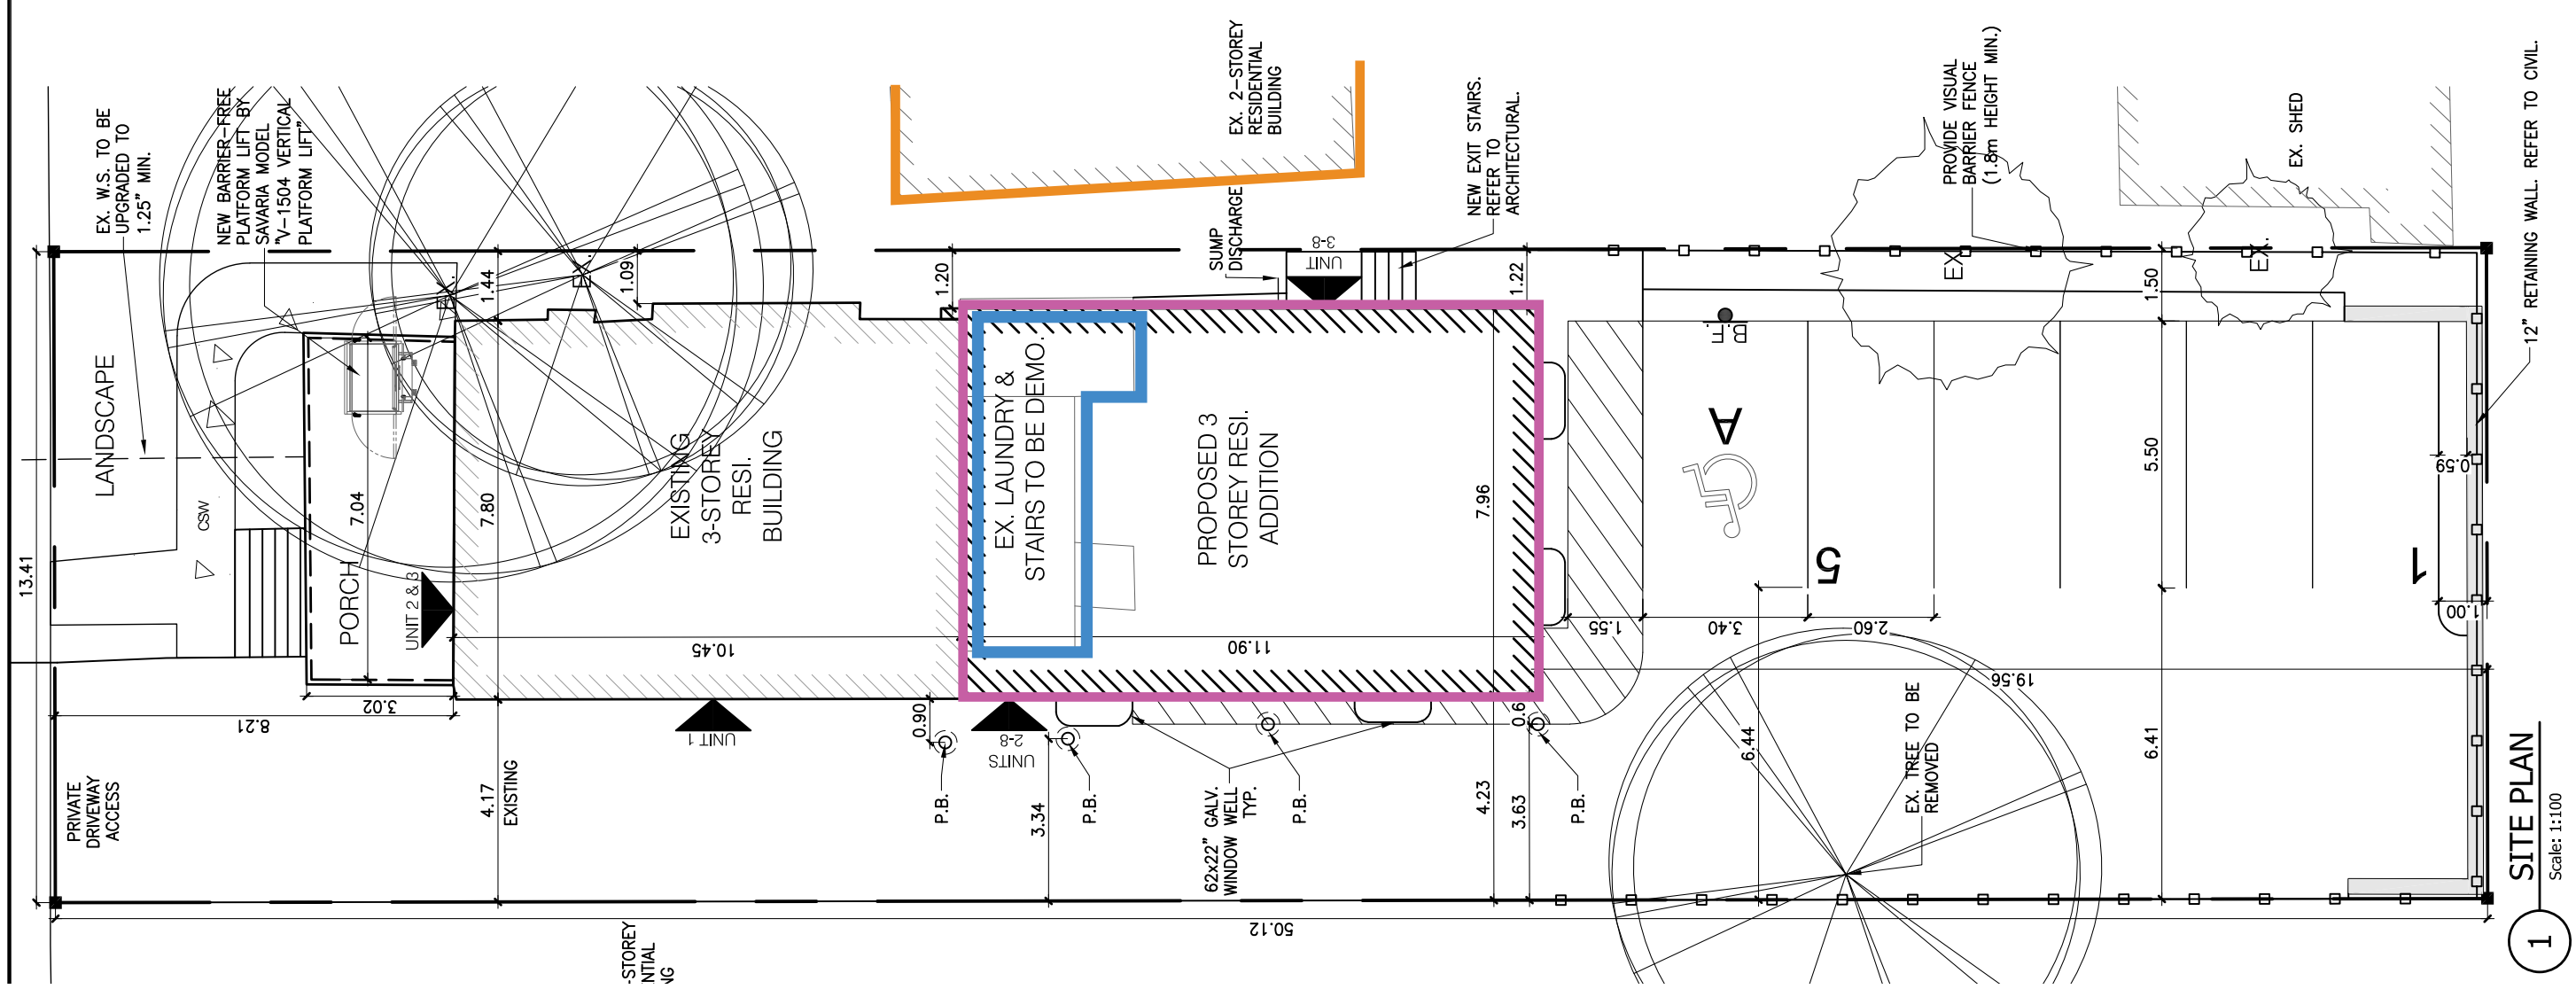 EX. W.S. TO BE
UPGRADED TO
1.25" MIN.
NEW BARRIER-FREE
PLATFORM LIFT BY
SAVARIA MODEL
"V-1504 VERTICAL
PLATFORM LIFT"
LANDSCAPE
CSW
13.41
PORCH
7.04
UNIT 2 & 3
3.02
8.21
PRIVATE
DRIVEWAY
ACCESS
7.80
1.44
1.09
EXISTING
3-STOREY
RESI.
BUILDING
10.45
UNIT 1
4.17
EXISTING
0.90
P.B.
1.20
EX. LAUNDRY &
STAIRS TO BE DEMO.
UNITS
2-8
3.34
P.B.
PROPOSED 3
STOREY RESI.
ADDITION
11.90
62x22" GALV.
WINDOW WELL
TYP.
P.B.
SUMP
DISCHARGE
EX. 2-STOREY
RESIDENTIAL
BUILDING
UNIT
3-8
NEW EXIT STAIRS.
REFER TO
ARCHITECTURAL.
1.22
7.96
4.23
3.63
0.6
P.B.
1.55
3.40
2.60
B.F.
A
5
1
6.44
19.56
EX. TREE TO BE
REMOVED
PROVIDE VISUAL
BARRIER FENCE
(1.8m HEIGHT MIN.)
EX.
EX.
EX. SHED
1.50
5.50
6.41
0.59
1.00
12" RETAINING WALL. REFER TO CIVIL.
50.12
-STOREY
NTIAL
NG
1
SITE PLAN
Scale: 1:100